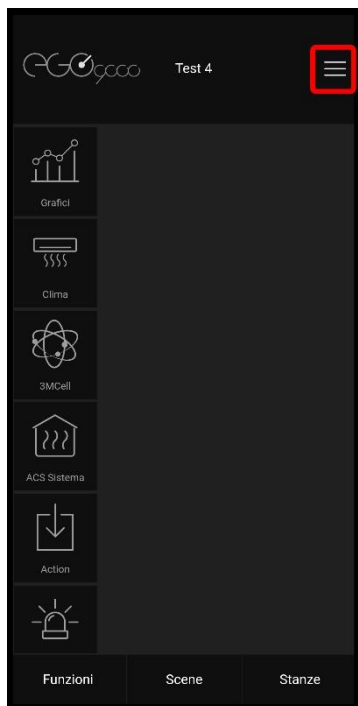 Test 4
Grafici
Clima
3MCell
ACS Sistema
Action
Funzioni Scene Stanze